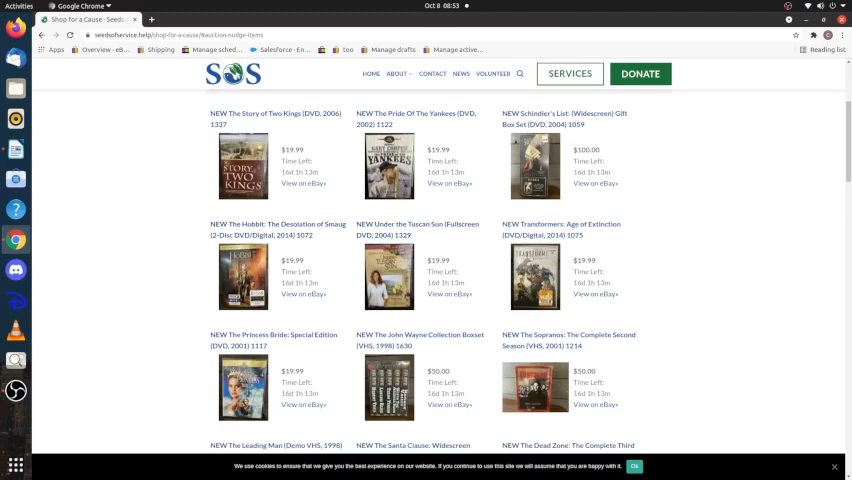 Activities
Google Chrome
Oct 8 08:53
Shop for a Cause - Seeds
seedsofservice.help/shop-for-a-cause/#auction-nudge-items
Apps
Overview - eB...
Shipping
Manage sched...
Salesforce - En...
too
Manage drafts
Manage active...
Reading list
SOS
HOME
ABOUT
CONTACT
NEWS
VOLUNTEER
SERVICES
DONATE
NEW The Story of Two Kings (DVD, 2006)
1337
$19.99
Time Left:
16d 1h 13m
View on eBay»
NEW The Pride Of The Yankees (DVD,
2002) 1122
$19.99
Time Left:
16d 1h 13m
View on eBay»
NEW Schindler's List: (Widescreen) Gift
Box Set (DVD, 2004) 1059
$100.00
Time Left:
16d 1h 13m
View on eBay»
NEW The Hobbit: The Desolation of Smaug
(2-Disc DVD/Digital, 2014) 1072
$19.99
Time Left:
16d 1h 13m
View on eBay»
NEW Under the Tuscan Sun (Fullscreen
DVD, 2004) 1329
$19.99
Time Left:
16d 1h 13m
View on eBay»
NEW Transformers: Age of Extinction
(DVD/Digital, 2014) 1075
$19.99
Time Left:
16d 1h 13m
View on eBay»
NEW The Princess Bride: Special Edition
(DVD, 2001) 1117
$19.99
Time Left:
16d 1h 13m
View on eBay»
NEW The John Wayne Collection Boxset
(VHS, 1998) 1630
$50.00
Time Left:
16d 1h 13m
View on eBay»
NEW The Sopranos: The Complete Second
Season (VHS, 2001) 1214
$50.00
Time Left:
16d 1h 13m
View on eBay»
NEW The Leading Man (Demo VHS, 1998)
NEW The Santa Clause: Widescreen
NEW The Dead Zone: The Complete Third
We use cookies to ensure that we give you the best experience on our website. If you continue to use this site we will assume that you are happy with it.
Ok